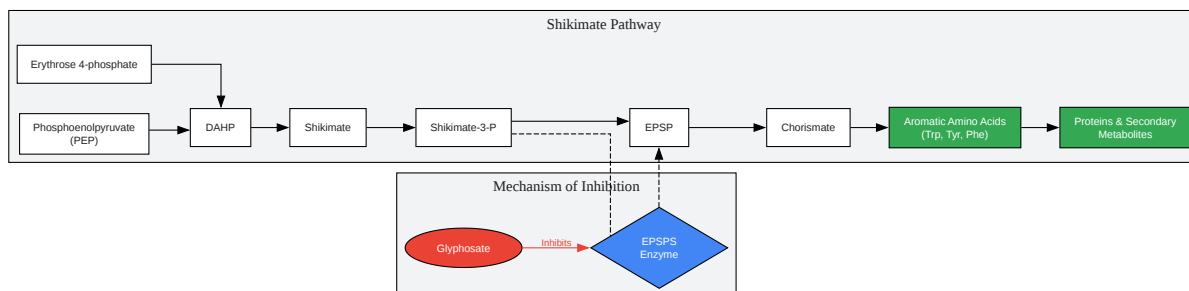 Shikimate Pathway
Erythrose 4-phosphate
Phosphoenolpyruvate
(PEP)
DAHP
Shikimate
Shikimate-3-P
EPSP
Chorismate
Aromatic Amino Acids
(Trp, Tyr, Phe)
Proteins & Secondary
Metabolites
Mechanism of Inhibition
Glyphosate
Inhibits
EPSPS
Enzyme